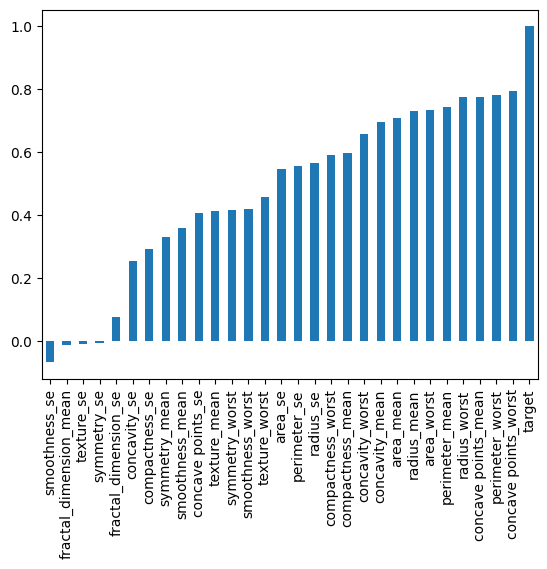 1.0
0.8
0.6
0.4
0.2
0.0
smoothness_se
fractal_dimension_mean
texture_se
symmetry_se
fractal_dimension_se
concavity_se
compactness_se
symmetry_mean
smoothness_mean
concave points_se
texture_mean
symmetry_worst
smoothness_worst
texture_worst
area_se
perimeter_se
radius_se
compactness_worst
compactness_mean
concavity_worst
concavity_mean
area_mean
radius_mean
area_worst
perimeter_mean
radius_worst
concave points_mean
perimeter_worst
concave points_worst
target